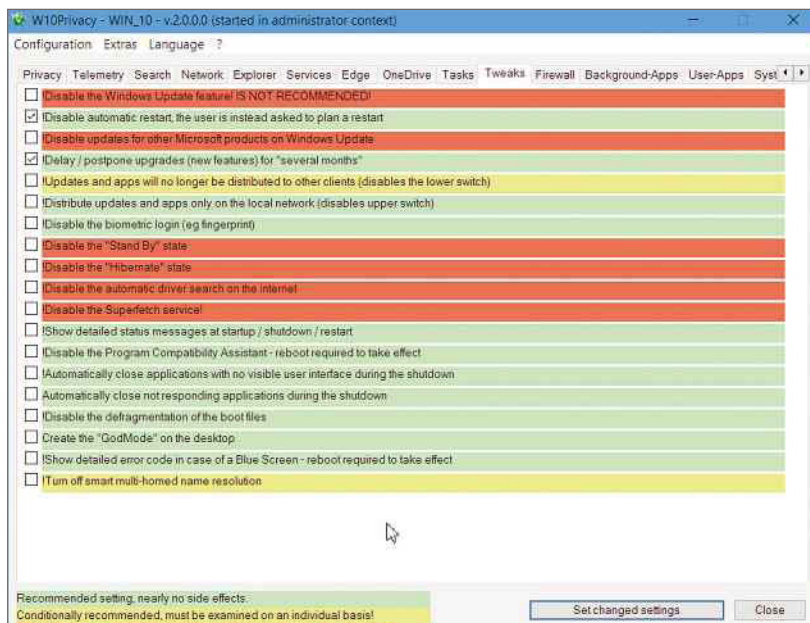 W10Privacy - WIN_10 - v.2.0.0.0 (started in administrator context)
Configuration Extras Language ?
Privacy Telemetry Search Network Explorer Services Edge OneDrive Tasks Tweaks Firewall Background-Apps User-Apps Syst
!Disable the Windows Update feature! IS NOT RECOMMENDED!
!Disable automatic restart, the user is instead asked to plan a restart
!Disable updates for other Microsoft products on Windows Update
!Delay / postpone upgrades (new features) for "several months"
!Updates and apps will no longer be distributed to other clients (disables the lower switch)
!Distribute updates and apps only on the local network (disables upper switch)
!Disable the biometric login (eg fingerprint)
!Disable the "Stand By" state
!Disable the "Hibernate" state
!Disable the automatic driver search on the internet
!Disable the Superfetch service!
!Show detailed status messages at startup / shutdown / restart
!Disable the Program Compatibility Assistant - reboot required to take effect
!Automatically close applications with no visible user interface during the shutdown
Automatically close not responding applications during the shutdown
!Disable the defragmentation of the boot files
Create the "GodMode" on the desktop
!Show detailed error code in case of a Blue Screen - reboot required to take effect
!Turn off smart multi-homed name resolution
Recommended setting, nearly no side effects.
Conditionally recommended, must be examined on an individual basis!
Set changed settings Close